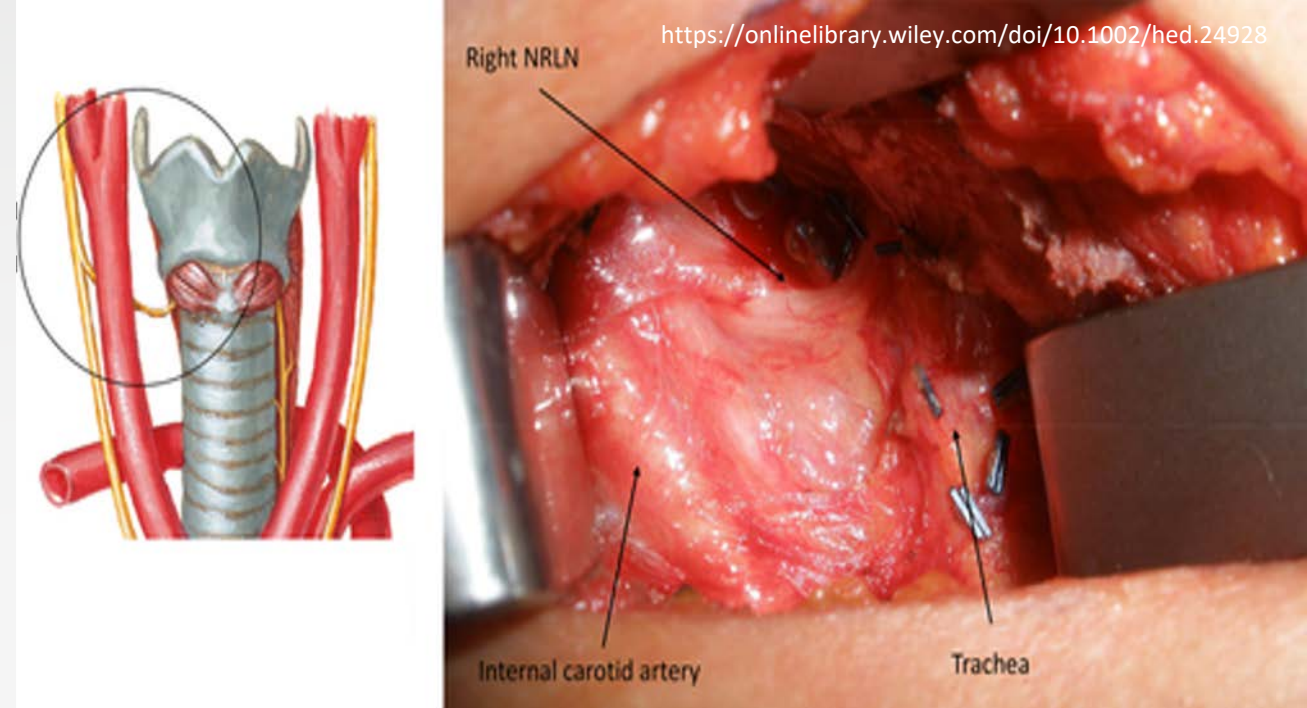 https://onlinelibrary.wiley.com/doi/10.1002/hed.24928
Right NRLN
Internal carotid artery
Trachea